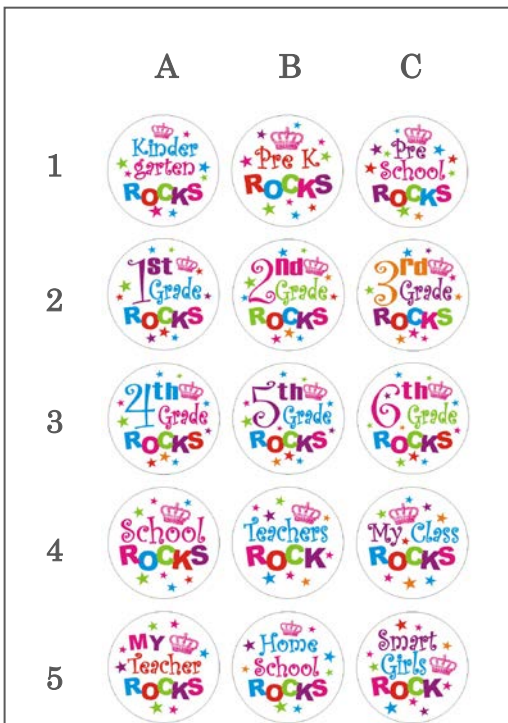 A B C
1
Kinder
garten
ROCKS
Pre K
ROCKS
Pre
School
ROCKS
2
1st
Grade
ROCKS
2nd
Grade
ROCKS
3rd
Grade
ROCKS
3
4th
Grade
ROCKS
5th
Grade
ROCKS
6th
Grade
ROCKS
4
School
ROCKS
Teachers
ROCK
My Class
ROCKS
5
MY
Teacher
ROCKS
Home
School
ROCKS
Smart
Girls
ROCK